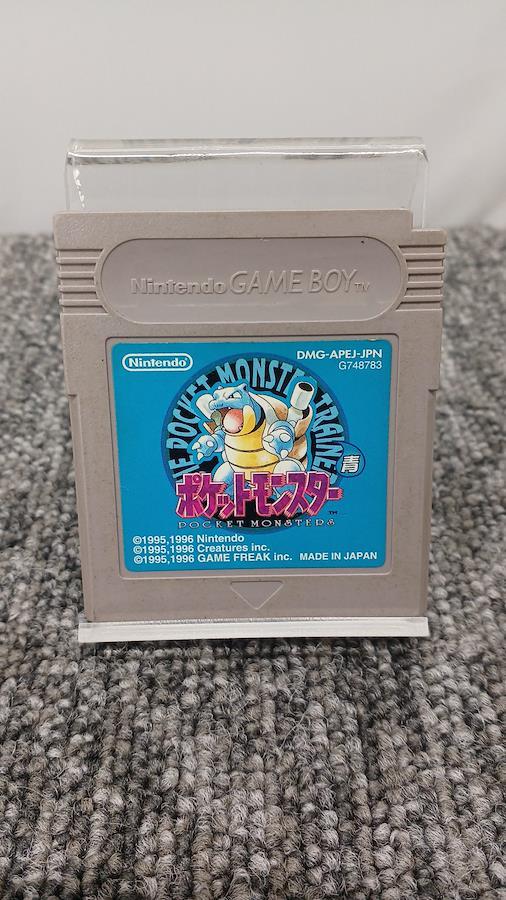 Nintendo GAME BOY TM
Nintendo
DMG-APEJ-JPN
G748783
POCKET MONSTER TRAINE
青
ポケットモンスター
TM
POCKET MONSTERS
©1995,1996 Nintendo
©1995,1996 Creatures inc.
©1995,1996 GAME FREAK inc. MADE IN JAPAN